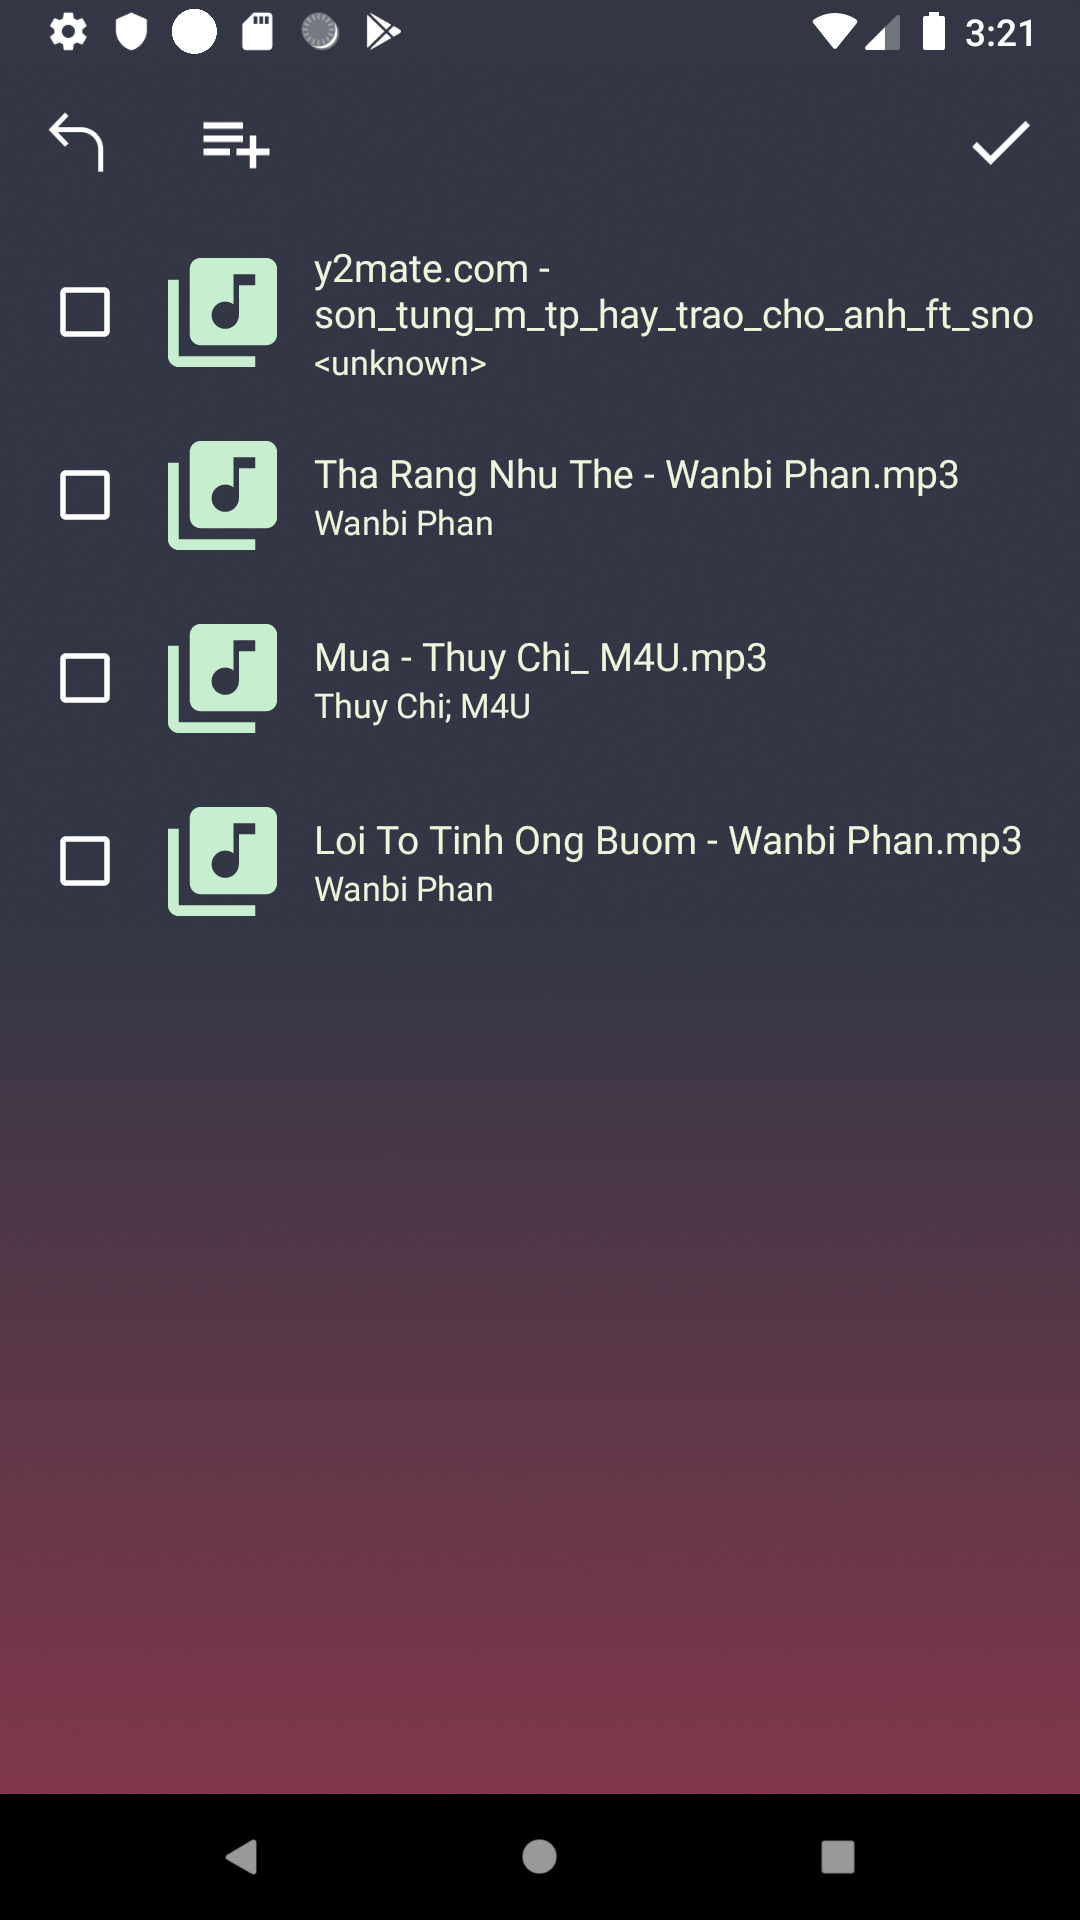 3:21
y2mate.com -
son_tung_m_tp_hay_trao_cho_anh_ft_sno
<unknown>
Tha Rang Nhu The - Wanbi Phan.mp3
Wanbi Phan
Mua - Thuy Chi_ M4U.mp3
Thuy Chi; M4U
Loi To Tinh Ong Buom - Wanbi Phan.mp3
Wanbi Phan